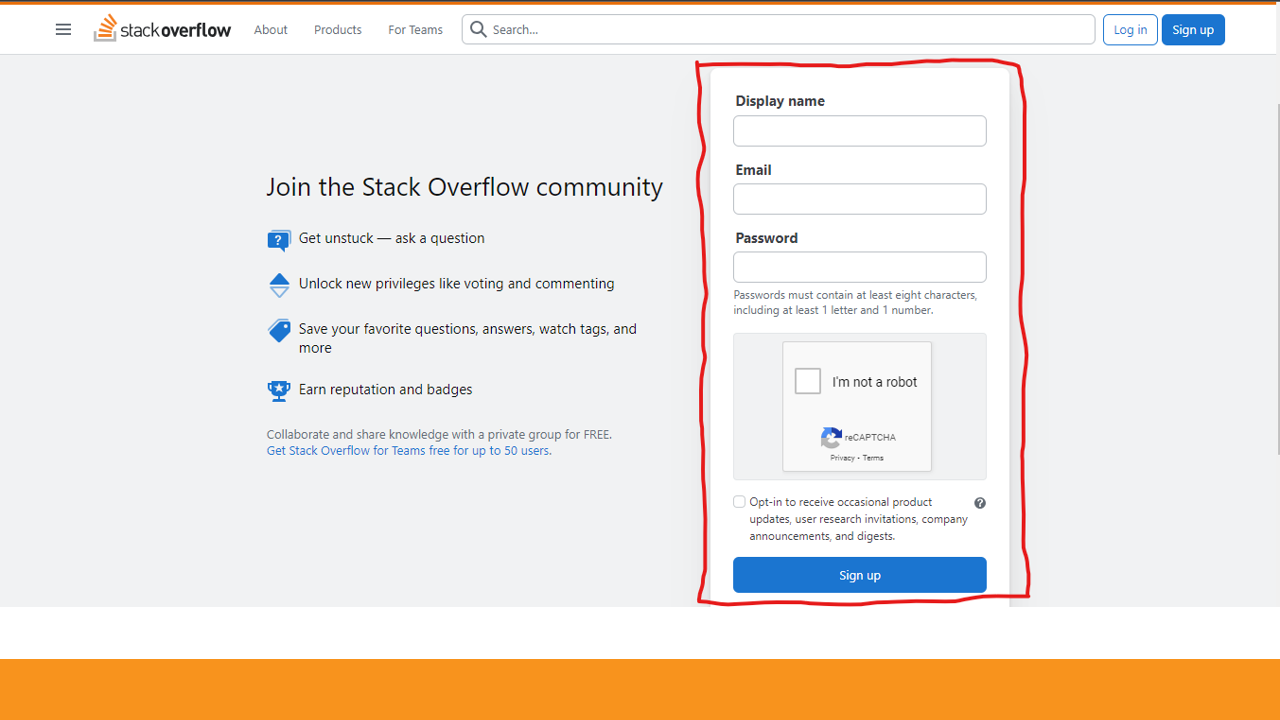 stackoverflow
About
Products
For Teams
Search...
Log in
Sign up
Join the Stack Overflow community
? Get unstuck — ask a question
Unlock new privileges like voting and commenting
Save your favorite questions, answers, watch tags, and
more
Earn reputation and badges
Collaborate and share knowledge with a private group for FREE.
Get Stack Overflow for Teams free for up to 50 users.
Display name
Email
Password
Passwords must contain at least eight characters,
including at least 1 letter and 1 number.
I'm not a robot
reCAPTCHA
Privacy • Terms
Opt-in to receive occasional product ?
updates, user research invitations, company
announcements, and digests.
Sign up